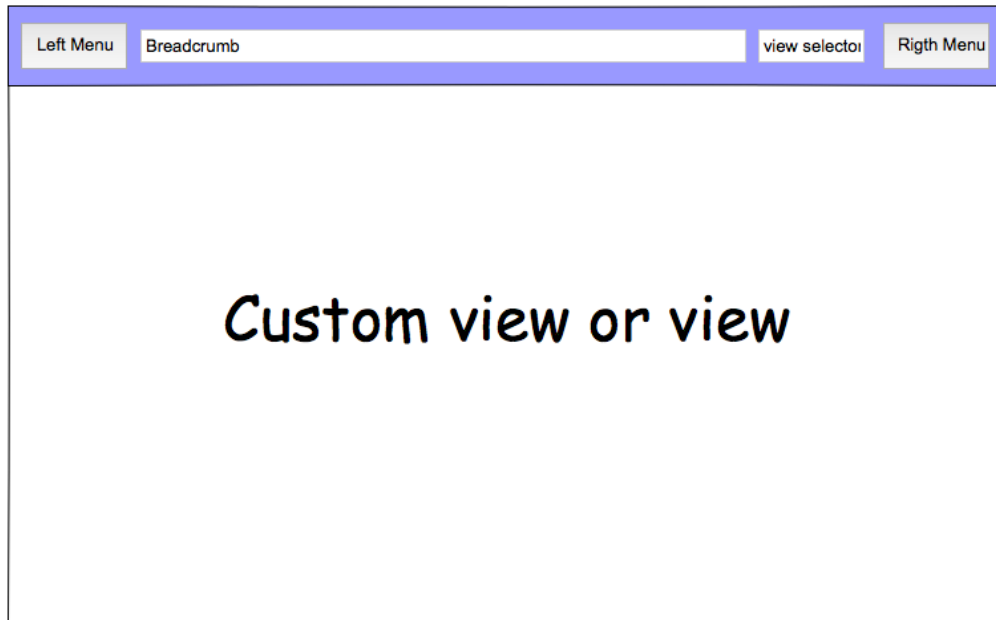 Left Menu
Breadcrumb
view selector
Rigth Menu
Custom view or view